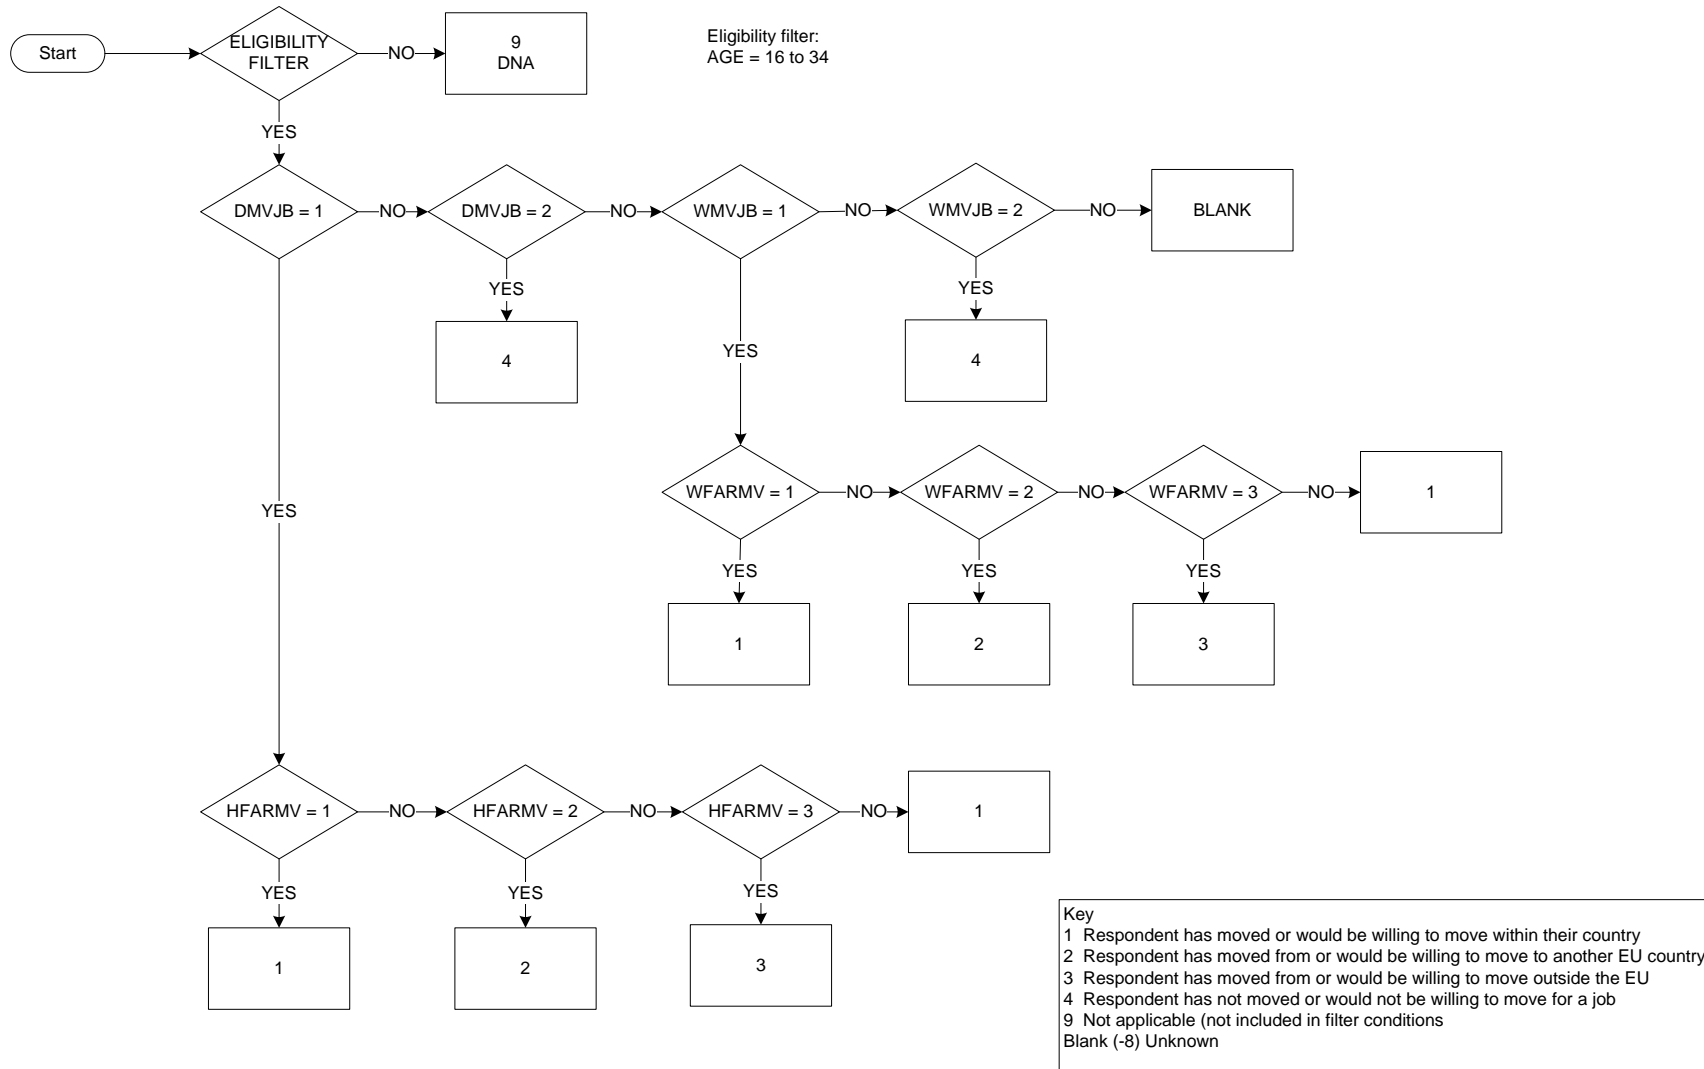 Start
ELIGIBILITY
FILTER
NO
9
DNA
Eligibility filter:
AGE = 16 to 34
YES
DMVJB = 1
NO
DMVJB = 2
NO
WMVJB = 1
NO
WMVJB = 2
NO
BLANK
YES
YES
4
YES
4
YES
WFARMV = 1
NO
WFARMV = 2
NO
WFARMV = 3
NO
1
YES
YES
YES
YES
1
2
3
HFARMV = 1
NO
HFARMV = 2
NO
HFARMV = 3
NO
1
YES
YES
YES
1
2
3
Key
1 Respondent has moved or would be willing to move within their country
2 Respondent has moved from or would be willing to move to another EU country
3 Respondent has moved from or would be willing to move outside the EU
4 Respondent has not moved or would not be willing to move for a job
9 Not applicable (not included in filter conditions
Blank (-8) Unknown